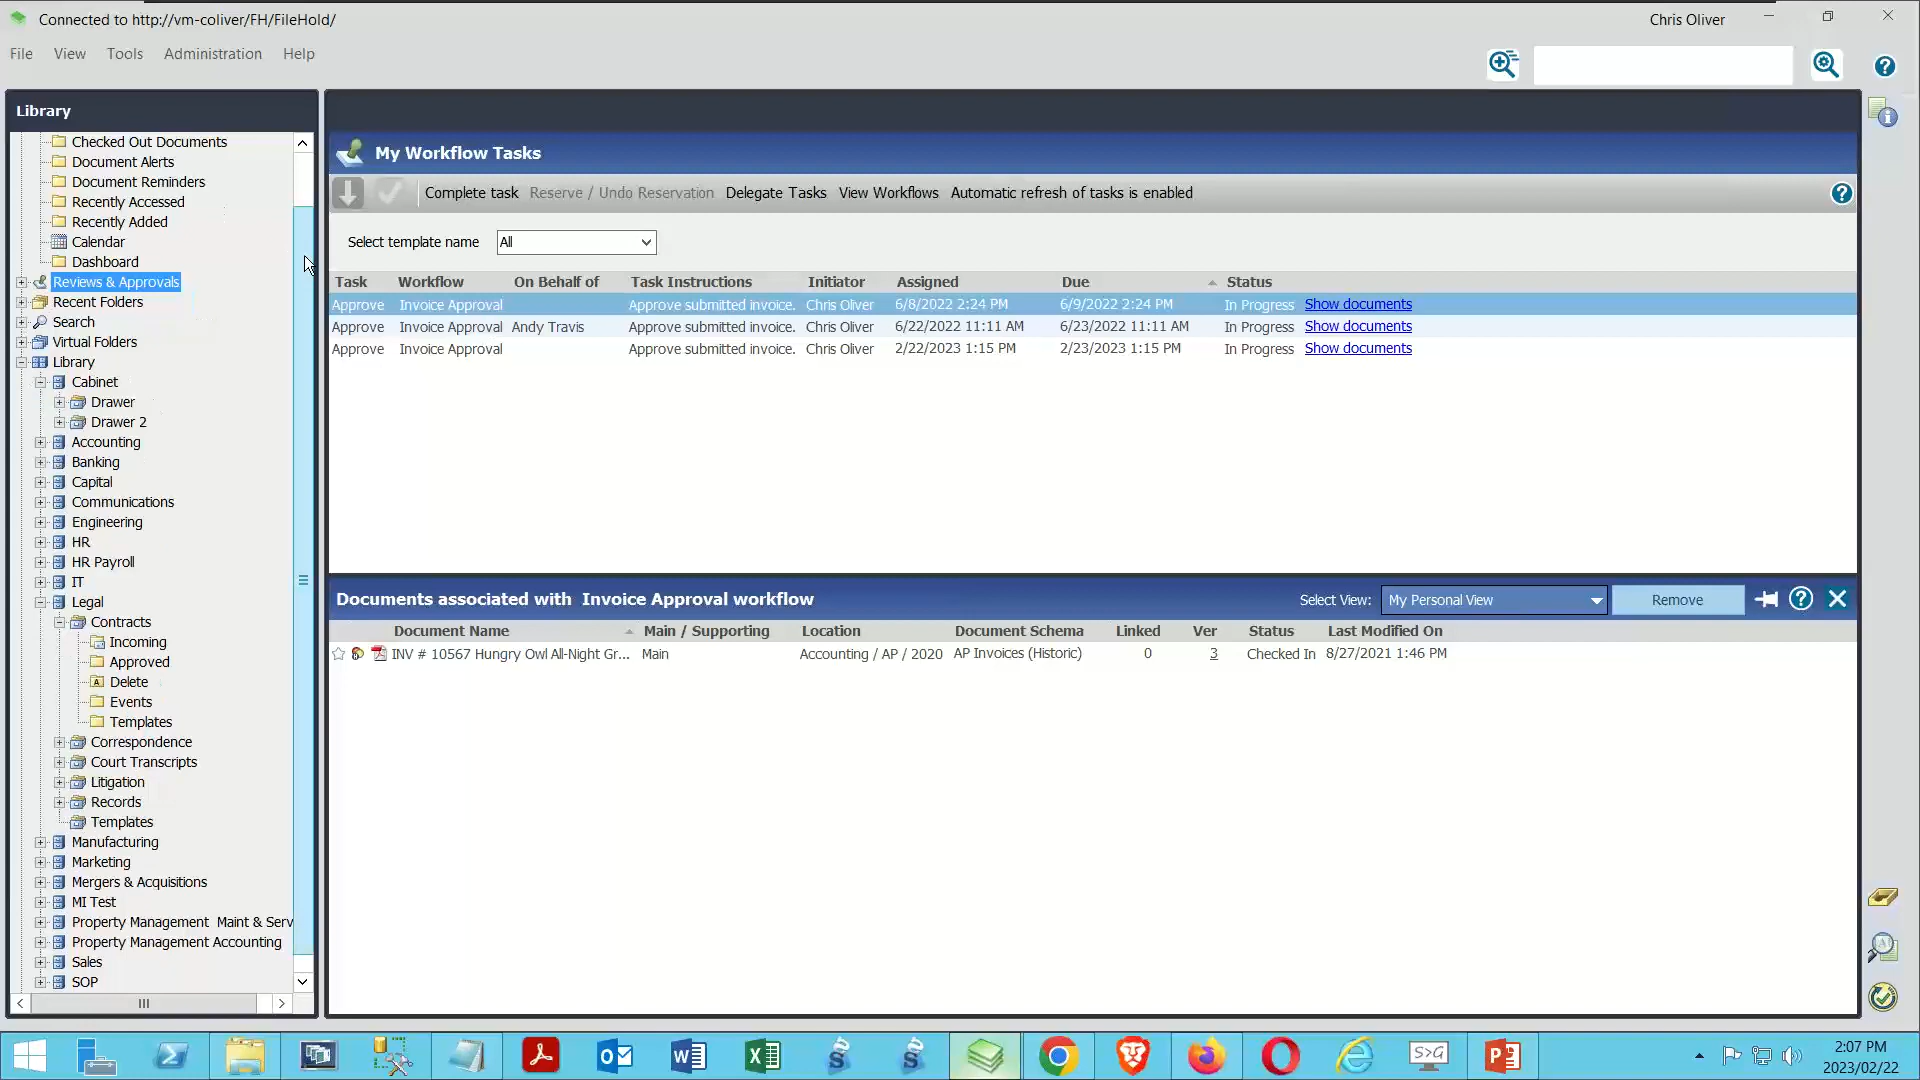 Connected to http://vm-coliver/FH/FileHold/
Chris Oliver
File View Tools Administration Help
Library
Checked Out Documents
Document Alerts
Document Reminders
Recently Accessed
Recently Added
Calendar
Dashboard
Reviews & Approvals
Recent Folders
Search
Virtual Folders
Library
Cabinet
Drawer
Drawer 2
Accounting
Banking
Capital
Communications
Engineering
HR
HR Payroll
IT
Legal
Contracts
Incoming
Approved
Delete
Events
Templates
Correspondence
Court Transcripts
Litigation
Records
Templates
Manufacturing
Marketing
Mergers & Acquisitions
MI Test
Property Management Maint & Serv
Property Management Accounting
Sales
SOP
My Workflow Tasks
Complete task Reserve / Undo Reservation Delegate Tasks View Workflows Automatic refresh of tasks is enabled
Select template name All
Task Workflow On Behalf of Task Instructions Initiator Assigned Due Status
Approve Invoice Approval Approve submitted invoice. Chris Oliver 6/8/2022 2:24 PM 6/9/2022 2:24 PM In Progress Show documents
Approve Invoice Approval Andy Travis Approve submitted invoice. Chris Oliver 6/22/2022 11:11 AM 6/23/2022 11:11 AM In Progress Show documents
Approve Invoice Approval Approve submitted invoice. Chris Oliver 2/22/2023 1:15 PM 2/23/2023 1:15 PM In Progress Show documents
Documents associated with Invoice Approval workflow
Select View: My Personal View Remove
Document Name Main / Supporting Location Document Schema Linked Ver Status Last Modified On
INV # 10567 Hungry Owl All-Night Gr... Main Accounting / AP / 2020 AP Invoices (Historic) 0 3 Checked In 8/27/2021 1:46 PM
S>G
2:07 PM
2023/02/22